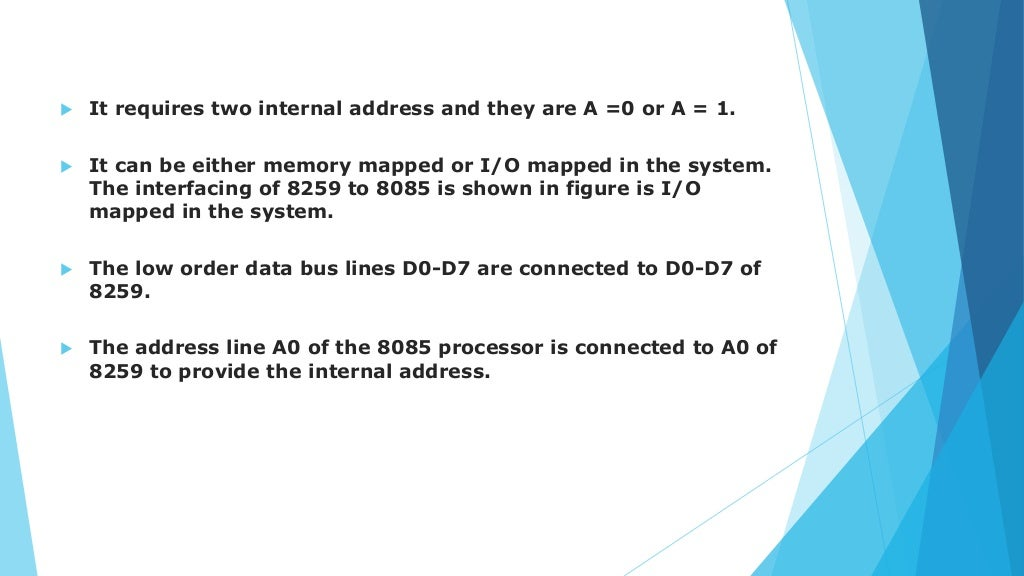 It requires two internal address and they are A =0 or A = 1.
It can be either memory mapped or I/O mapped in the system.
The interfacing of 8259 to 8085 is shown in figure is I/O
mapped in the system.
The low order data bus lines D0-D7 are connected to D0-D7 of
8259.
The address line A0 of the 8085 processor is connected to A0 of
8259 to provide the internal address.